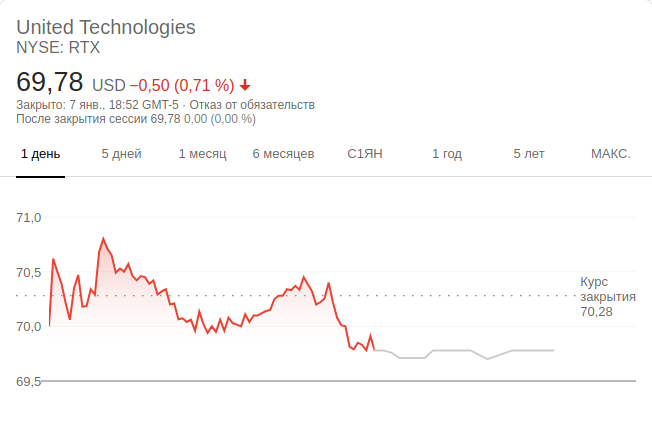 United Technologies
NYSE: RTX
69,78 USD −0,50 (0,71 %)
Закрыто: 7 янв., 18:52 GMT-5 · Отказ от обязательств
После закрытия сессии 69,78 0,00 (0,00 %)
1 день 5 дней 1 месяц 6 месяцев С1ЯН 1 год 5 лет МАКС.
71,0
70,5
Курс
закрытия
70,28
70,0
69,5